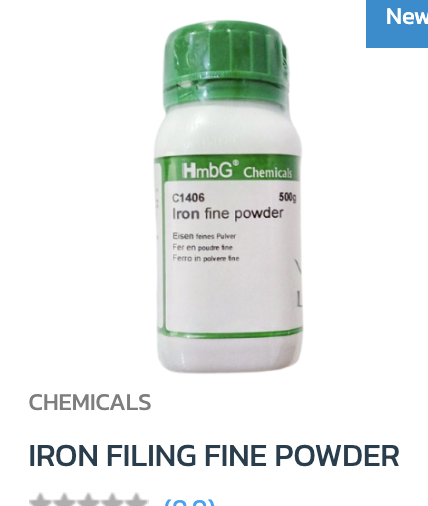 New
HmbG® Chemicals
C1406 500g
Iron fine powder
Eisen feines Pulver
Fer en poudre fine
Ferro in polvere fine
CHEMICALS
IRON FILING FINE POWDER